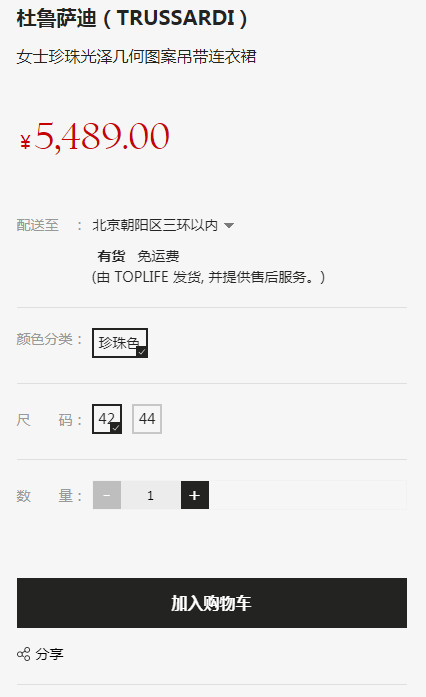 杜鲁萨迪（TRUSSARDI）
女士珍珠光泽几何图案吊带连衣裙
¥5,489.00
配送至 ： 北京朝阳区三环以内
有货 免运费
(由 TOPLIFE 发货, 并提供售后服务。)
颜色分类： 珍珠色
尺 码： 42 44
数 量： - 1 +
加入购物车
分享